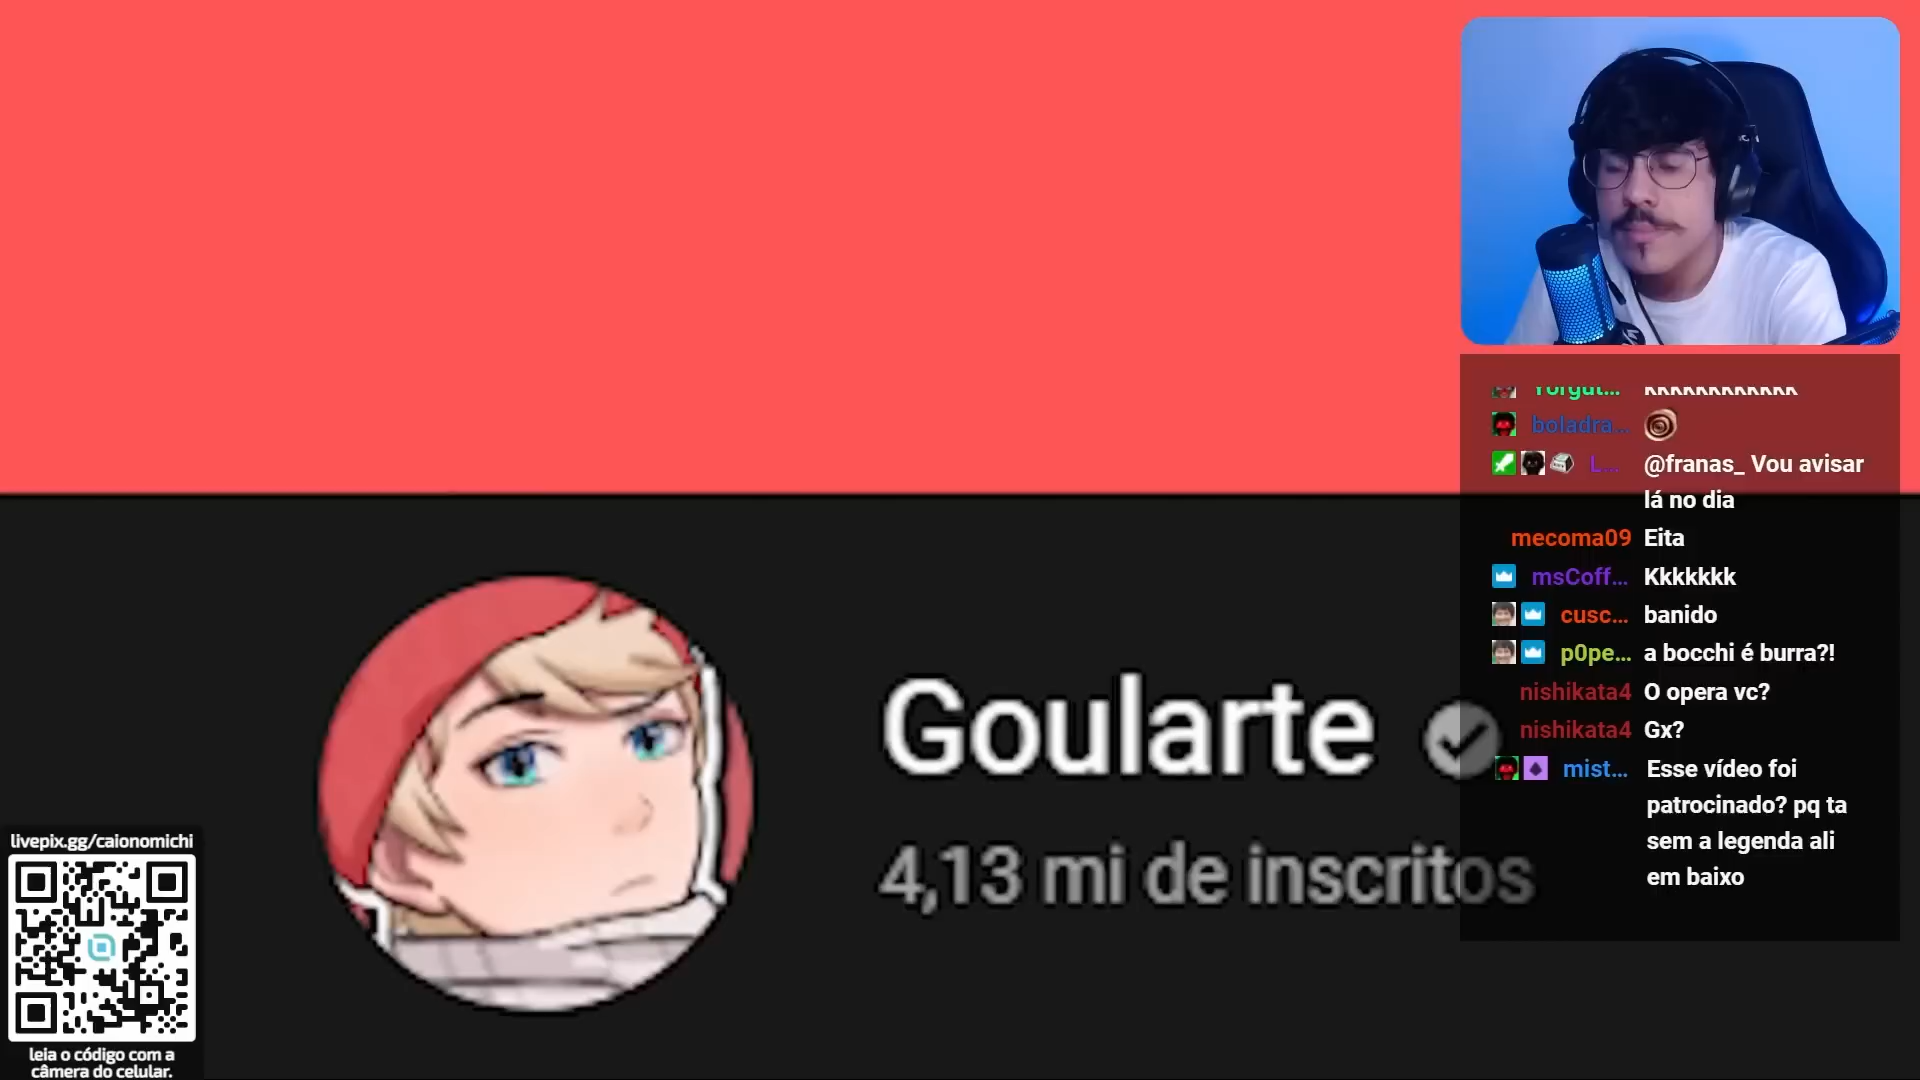 Yorgut... kkkkkkkkkkkk
boladra...
L... @franas_ Vou avisar
lá no dia
mecoma09 Eita
msCoff... Kkkkkkk
cusc... banido
p0pe... a bocchi é burra?!
nishikata4 O opera vc?
nishikata4 Gx?
mist... Esse vídeo foi
patrocinado? pq ta
sem a legenda ali
em baixo
Goularte
4,13 mi de inscritos
livepix.gg/caionomichi
leia o código com a
câmera do celular.